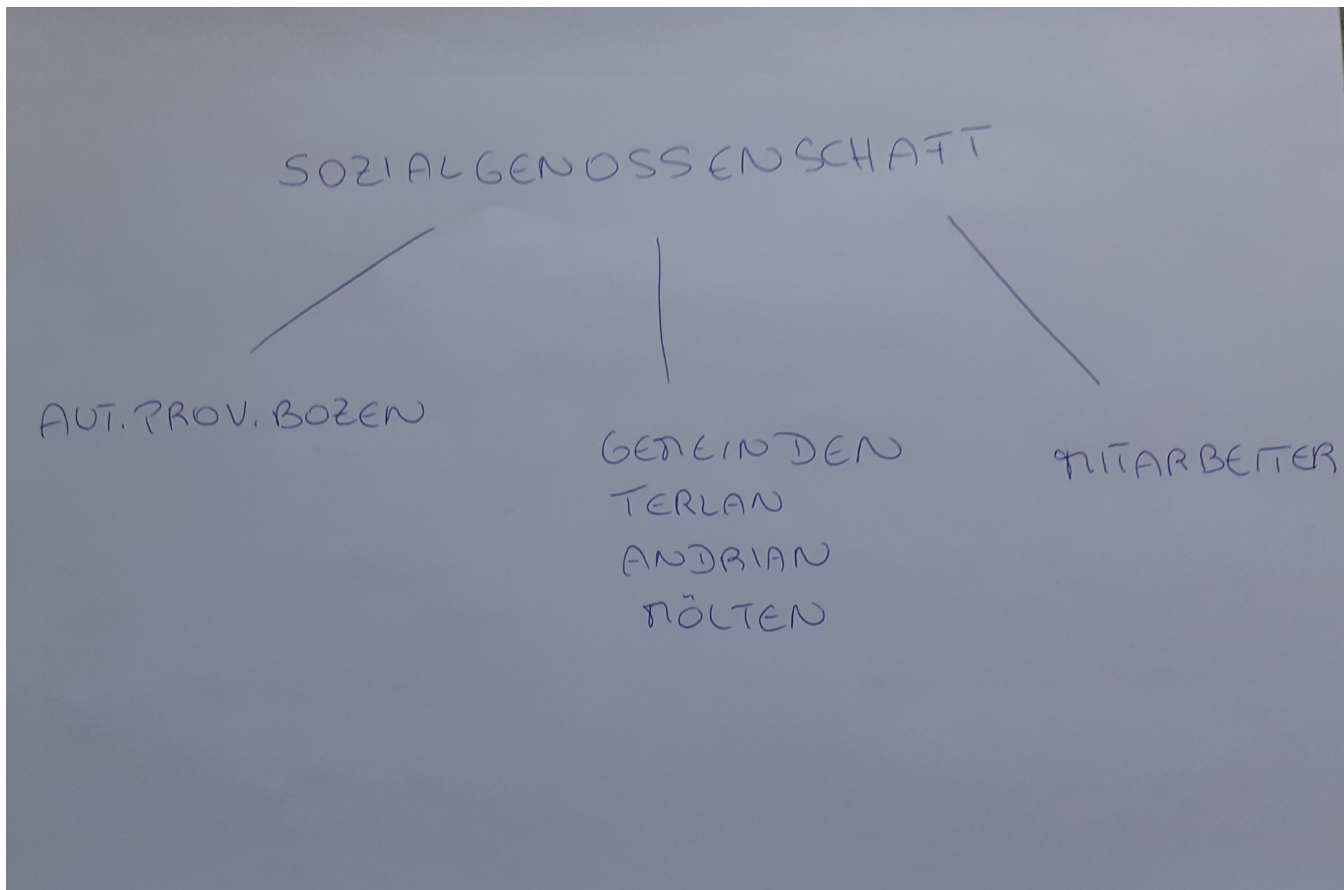 SOZIALGENOSSENSCHAFT
AUT. PROV. BOZEN
GEMEINDEN
TERLAN
ANDRIAN
MÖLTEN
MITARBEITER